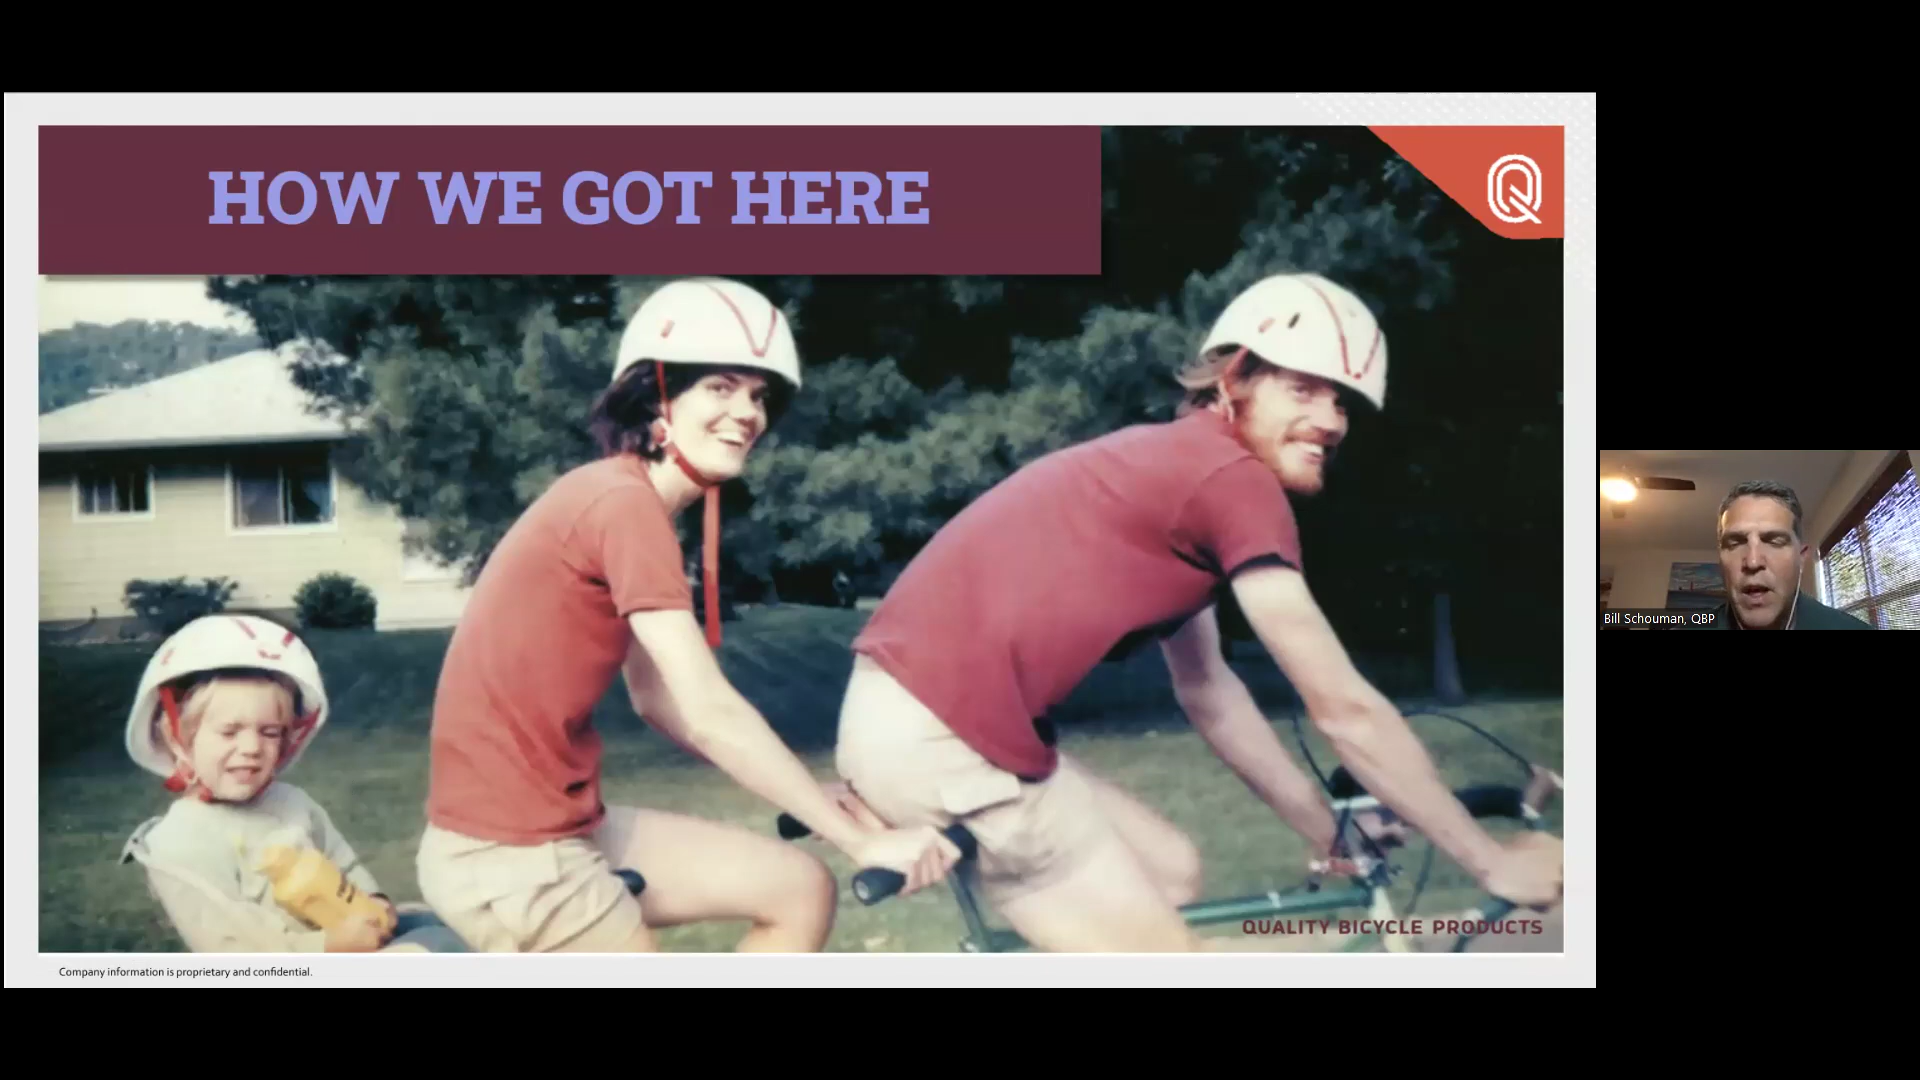 HOW WE GOT HERE
QUALITY BICYCLE PRODUCTS
Company information is proprietary and confidential.
Bill Schouman, QBP